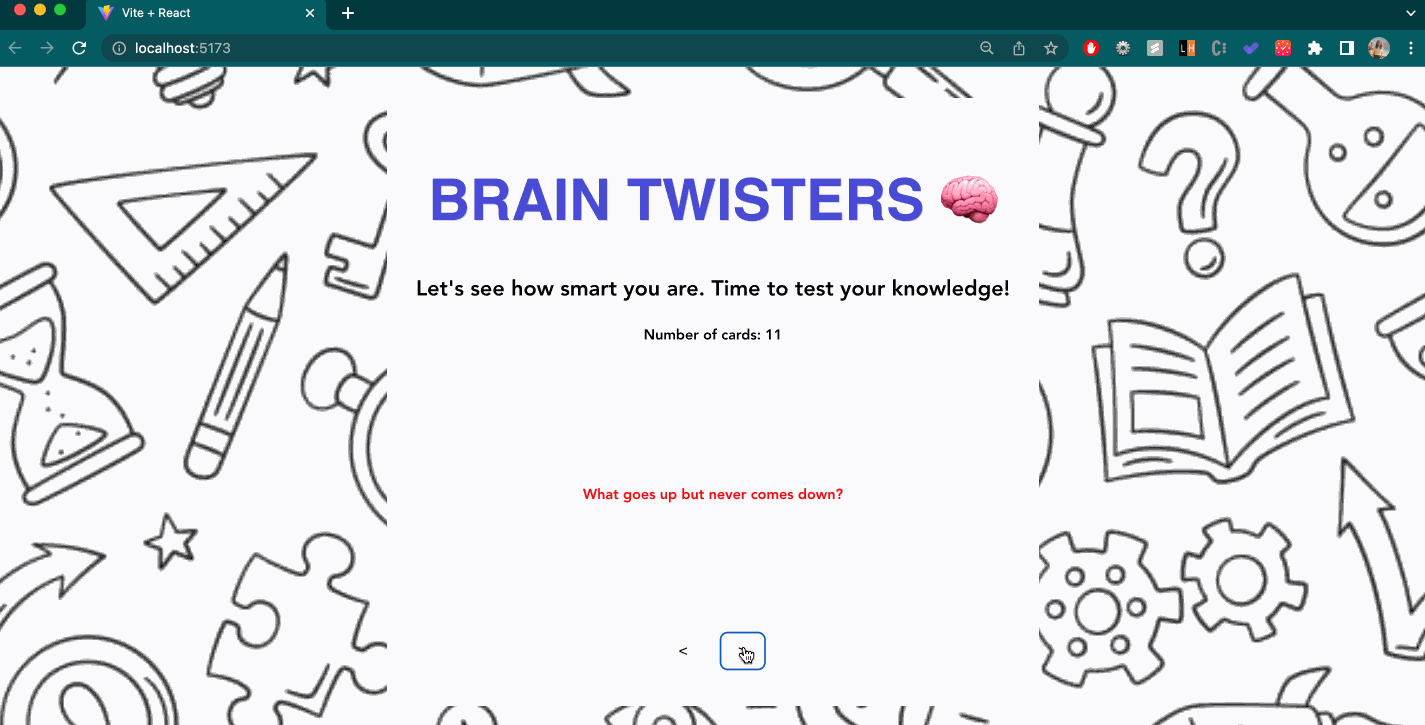 Vite + React
localhost:5173
BRAIN TWISTERS 🧠
Let's see how smart you are. Time to test your knowledge!
Number of cards: 11
What goes up but never comes down?
<